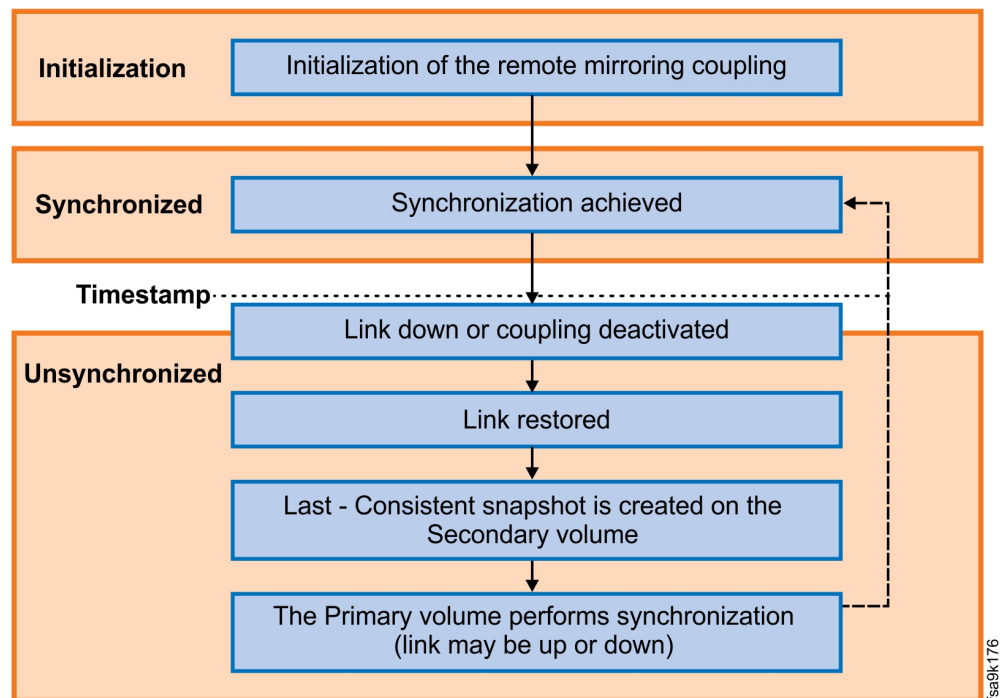 Initialization
Initialization of the remote mirroring coupling
Synchronized
Synchronization achieved
Timestamp
Link down or coupling deactivated
Unsynchronized
Link restored
Last - Consistent snapshot is created on the
Secondary volume
The Primary volume performs synchronization
(link may be up or down)
fsa9k176